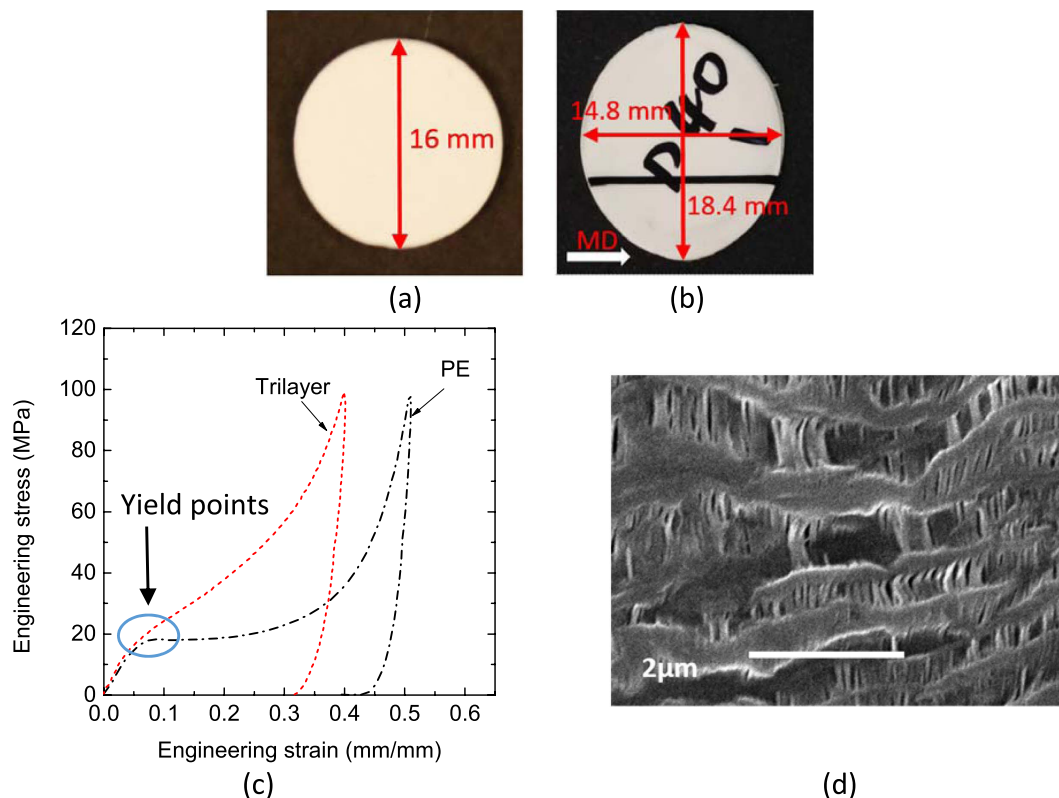 16 mm
(a)
D40
14.8 mm
18.4 mm
MD
(b)
120
100
80
60
40
20
0
Engineering stress (MPa)
Trilayer
PE
Yield points
0.0 0.1 0.2 0.3 0.4 0.5 0.6
Engineering strain (mm/mm)
(c)
2µm
(d)